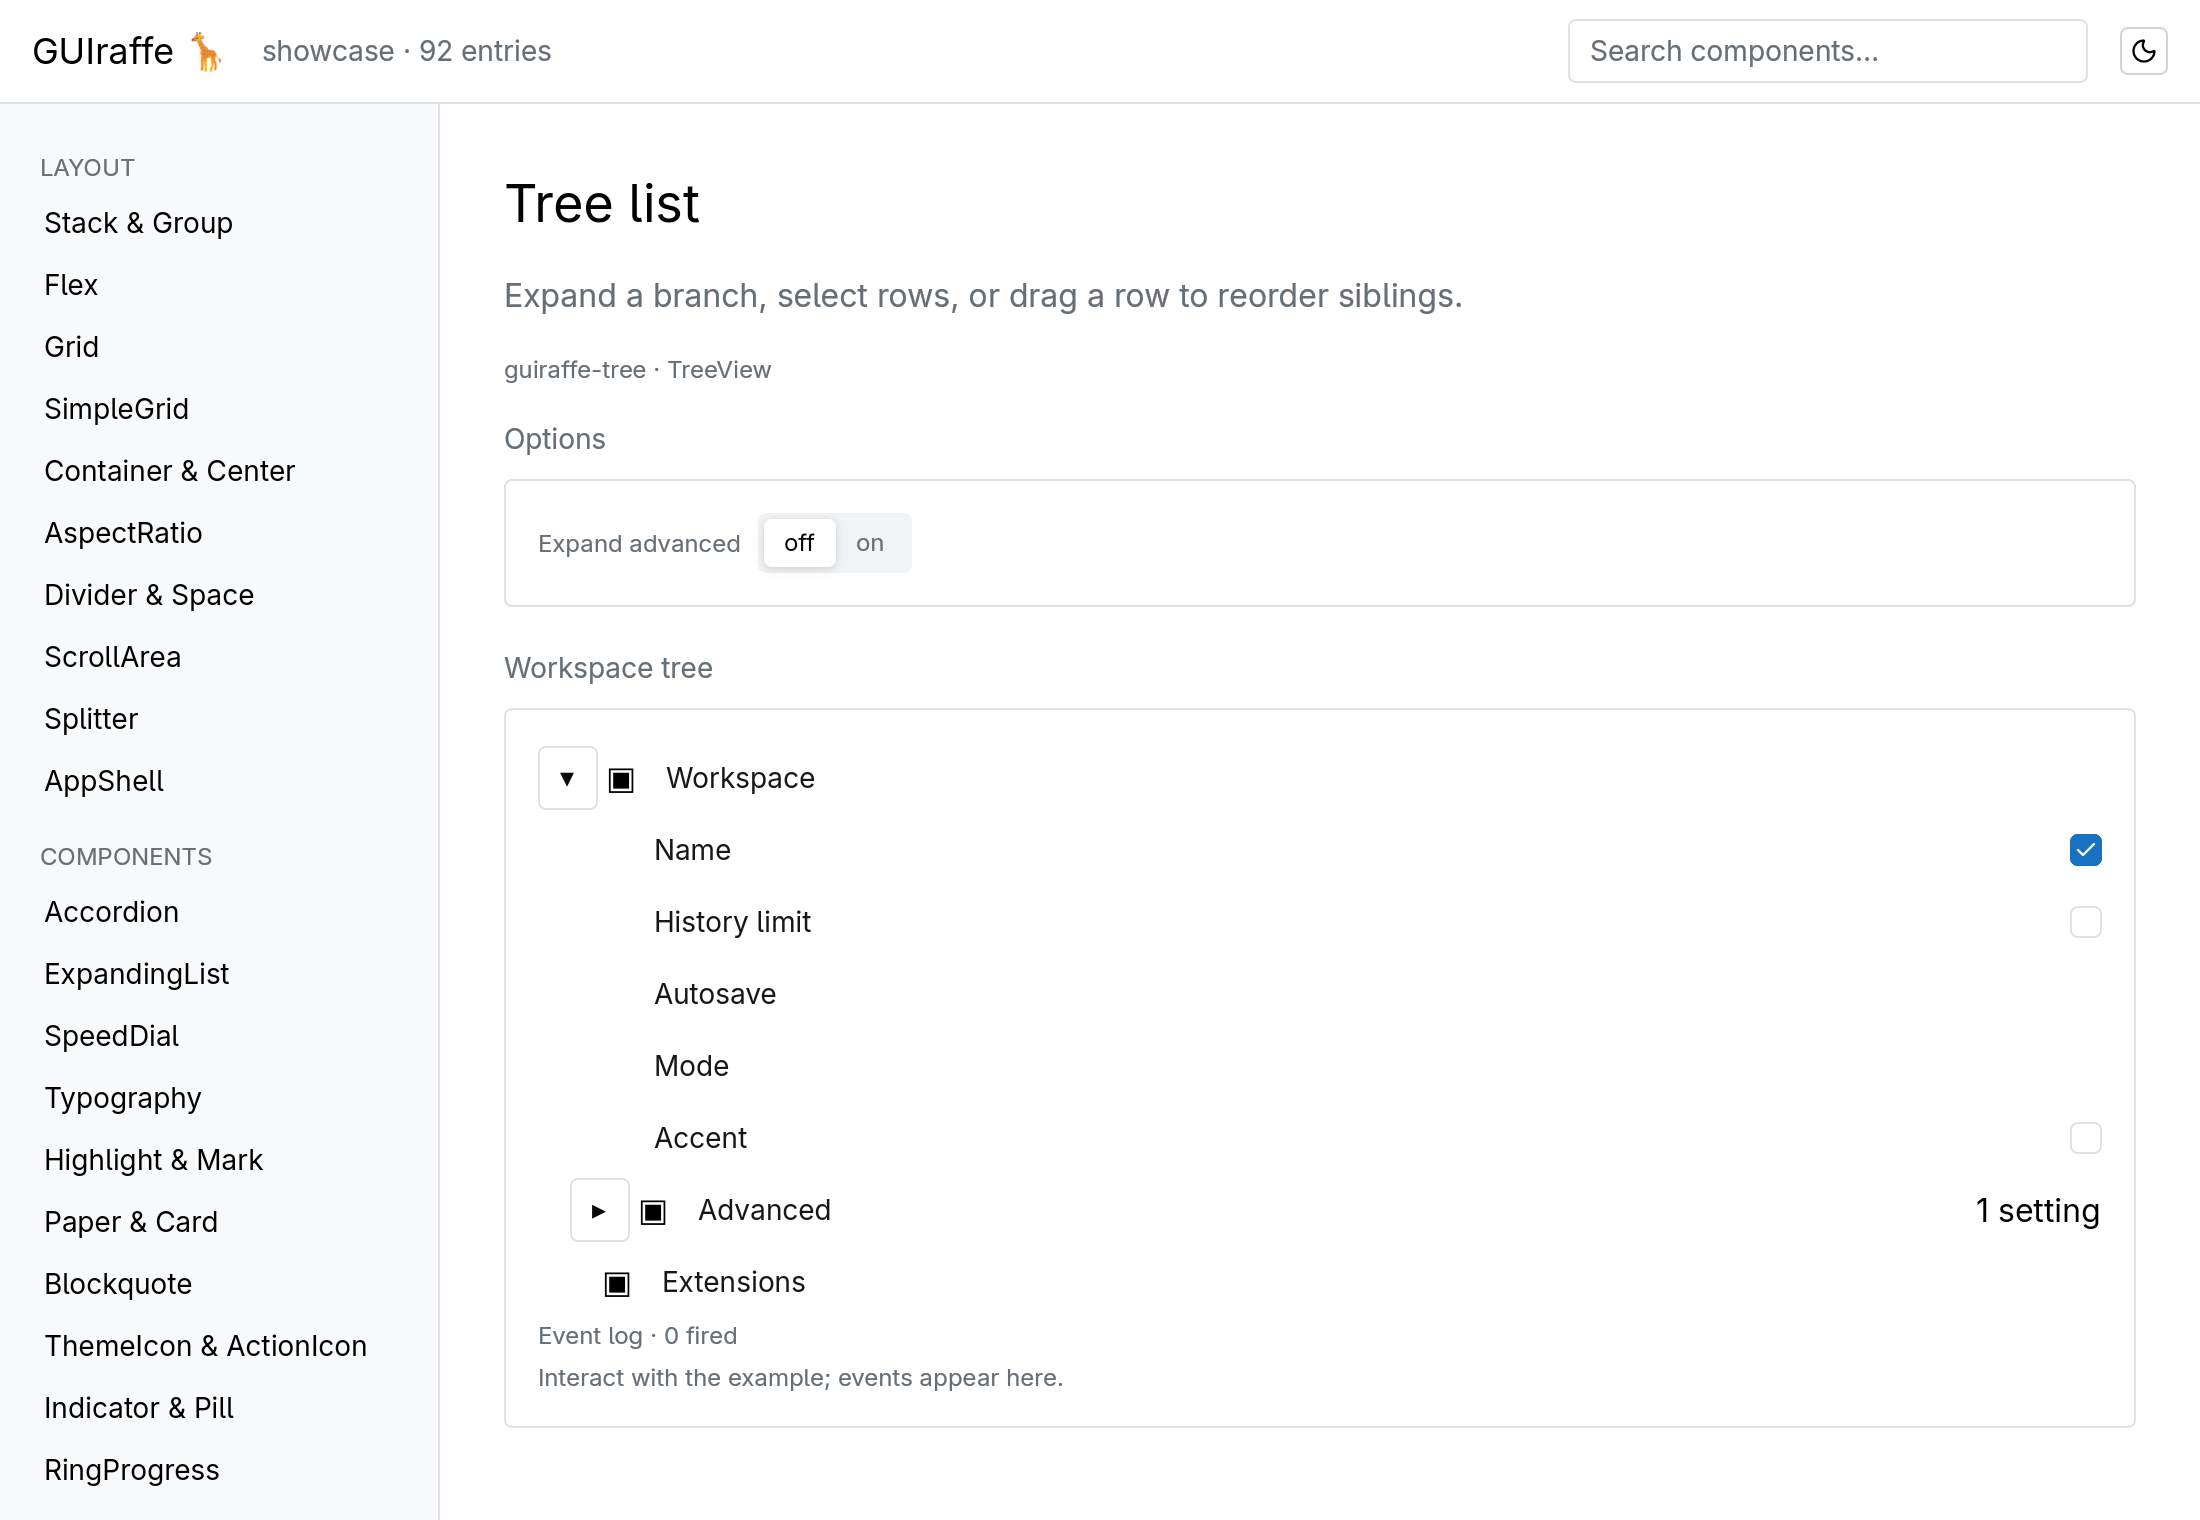 GUIraffe 🦒 showcase · 92 entries
Search components...
LAYOUT
Stack & Group
Flex
Grid
SimpleGrid
Container & Center
AspectRatio
Divider & Space
ScrollArea
Splitter
AppShell
COMPONENTS
Accordion
ExpandingList
SpeedDial
Typography
Highlight & Mark
Paper & Card
Blockquote
ThemeIcon & ActionIcon
Indicator & Pill
RingProgress
Tree list
Expand a branch, select rows, or drag a row to reorder siblings.
guiraffe-tree · TreeView
Options
Expand advanced off on
Workspace tree
Workspace
Name
History limit
Autosave
Mode
Accent
Advanced 1 setting
Extensions
Event log · 0 fired
Interact with the example; events appear here.